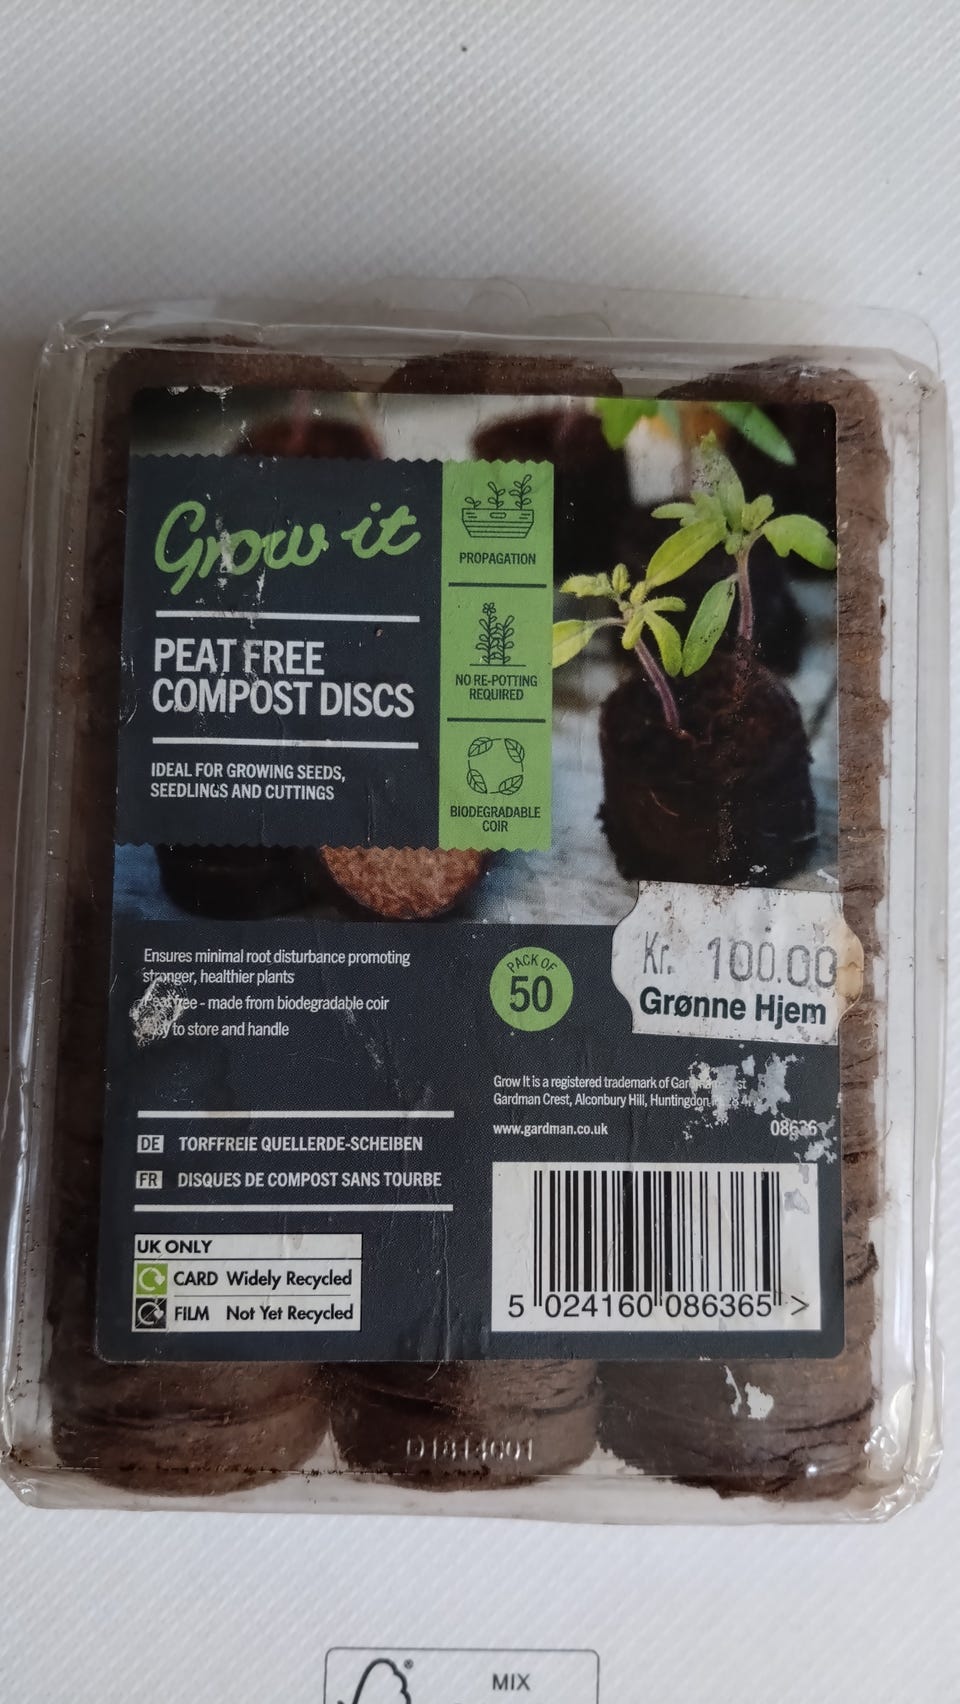 Grow it
PEAT FREE
COMPOST DISCS
IDEAL FOR GROWING SEEDS,
SEEDLINGS AND CUTTINGS
PROPAGATION
NO RE-POTTING
REQUIRED
BIODEGRADABLE
COIR
Ensures minimal root disturbance promoting
stronger, healthier plants
free - made from biodegradable coir
to store and handle
PACK OF
50
Kr. 100.00
Grønne Hjem
Grow It is a registered trademark of
Gardman Crest, Alconbury Hill, Huntingdon
www.gardman.co.uk
DE TORFFREIE QUELLERDE-SCHEIBEN
FR DISQUES DE COMPOST SANS TOURBE
UK ONLY
CARD Widely Recycled
FILM Not Yet Recycled
5 024160 086365 >
MIX